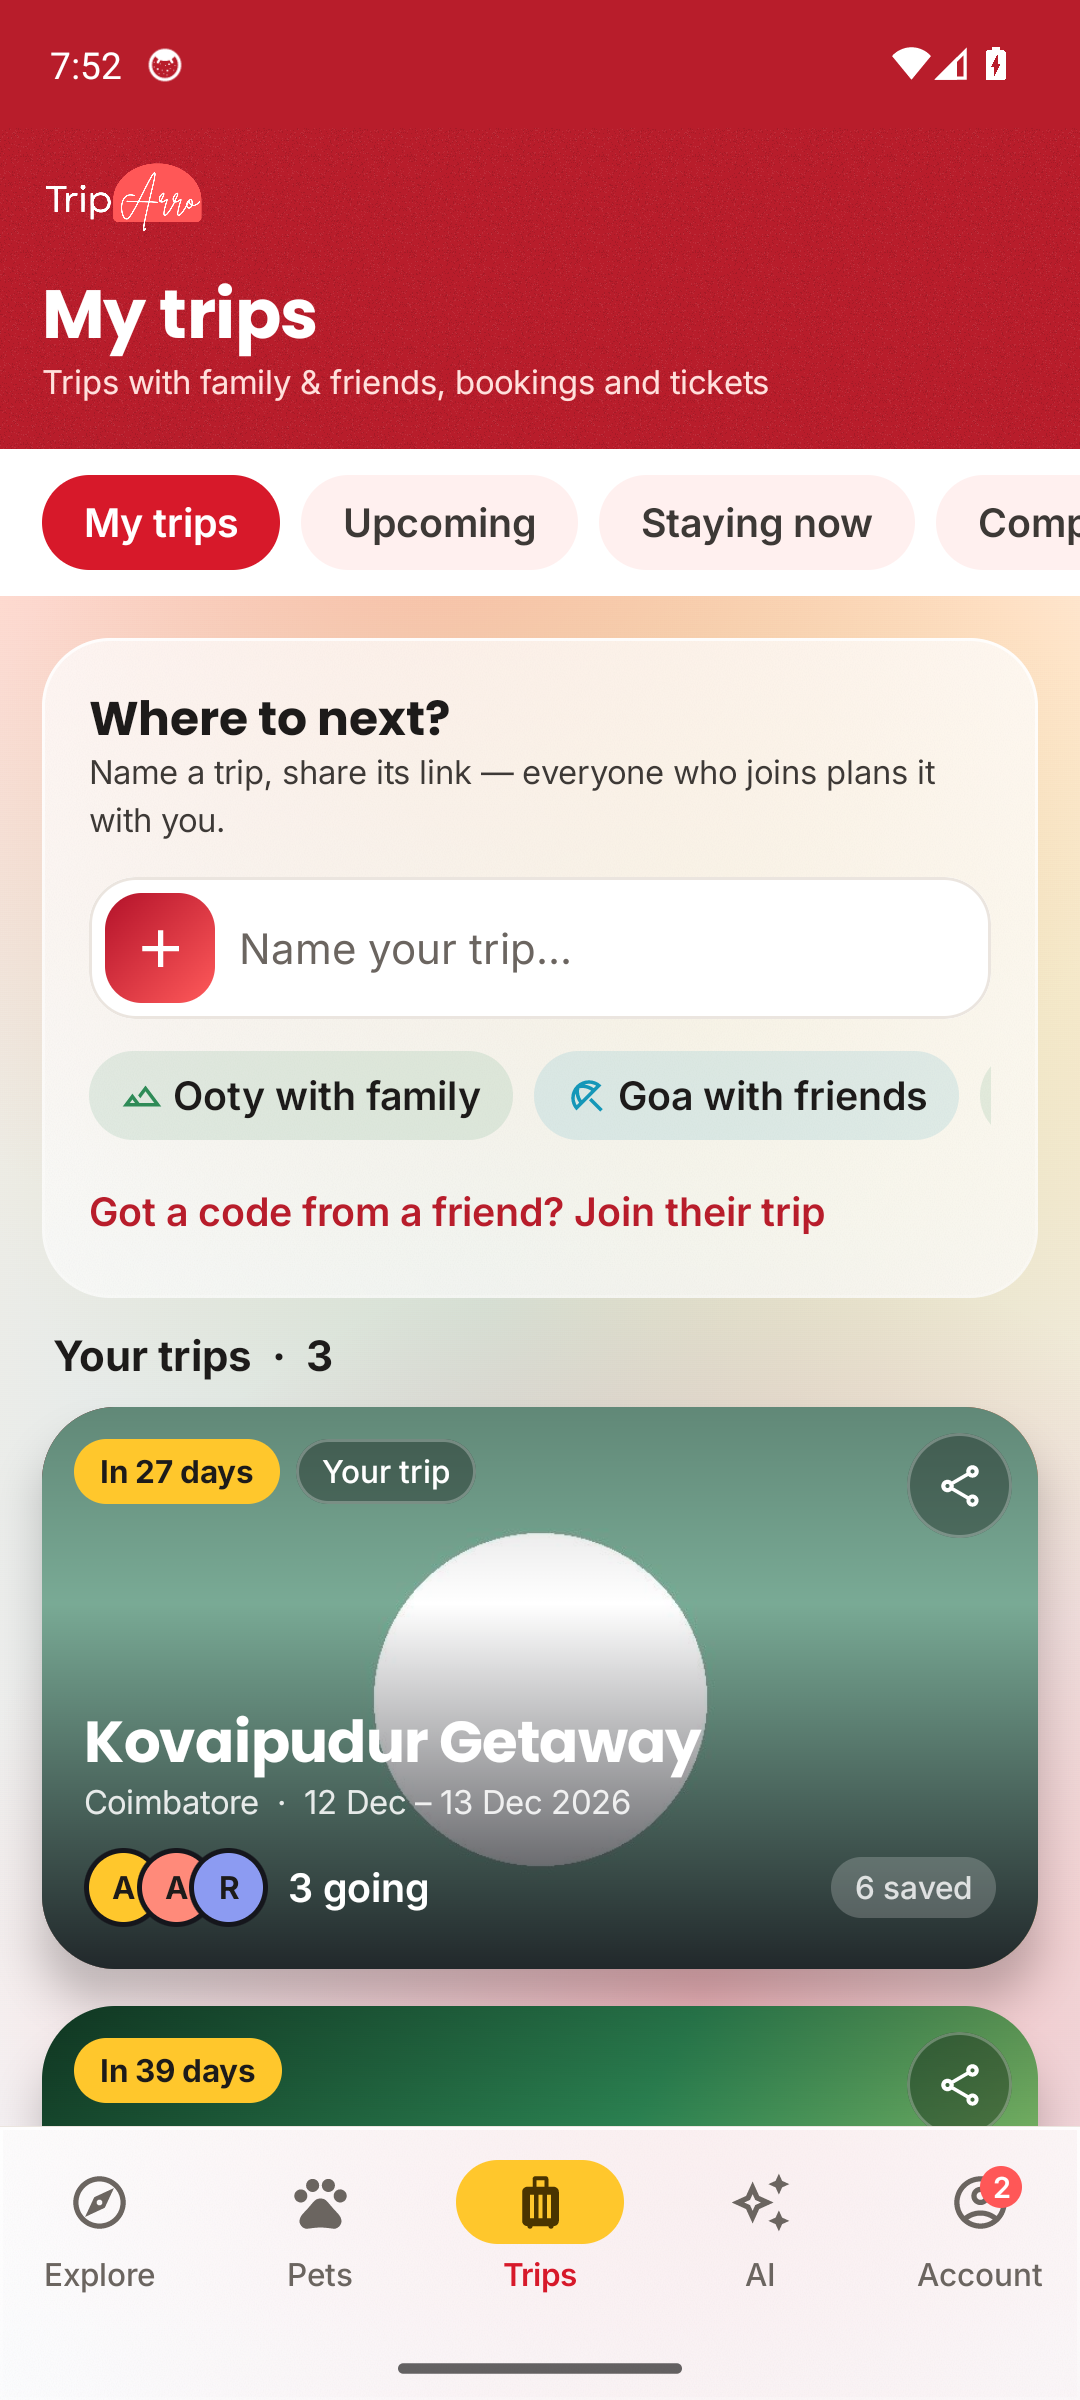 7:52
Trip Arro
My trips
Trips with family & friends, bookings and tickets
My trips
Upcoming
Staying now
Comp
Where to next?
Name a trip, share its link — everyone who joins plans it
with you.
Name your trip...
Ooty with family
Goa with friends
Got a code from a friend? Join their trip
Your trips · 3
In 27 days
Your trip
Kovaipudur Getaway
Coimbatore · 12 Dec – 13 Dec 2026
A A R 3 going
6 saved
In 39 days
2
Explore
Pets
Trips
AI
Account